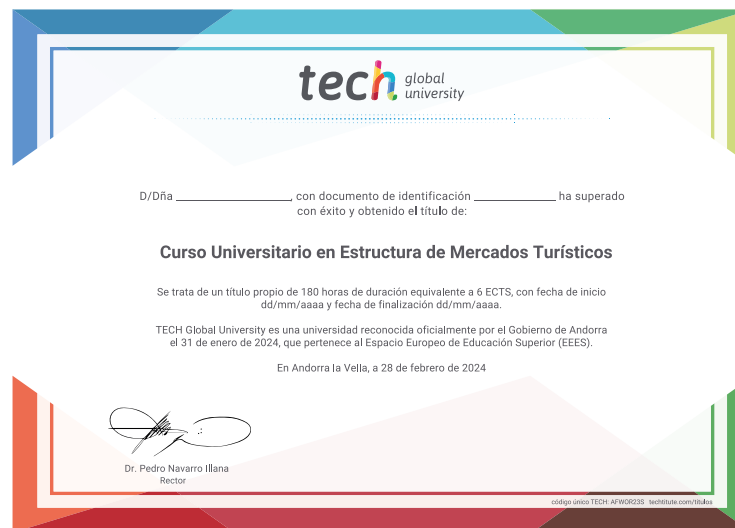 tech global
university
D/Dña ____________, con documento de identificación ____________ ha superado
con éxito y obtenido el título de:
Curso Universitario en Estructura de Mercados Turísticos
Se trata de un título propio de 180 horas de duración equivalente a 6 ECTS, con fecha de inicio
dd/mm/aaaa y fecha de finalización dd/mm/aaaa.
TECH Global University es una universidad reconocida oficialmente por el Gobierno de Andorra
el 31 de enero de 2024, que pertenece al Espacio Europeo de Educación Superior (EEES).
En Andorra la Vella, a 28 de febrero de 2024
Dr. Pedro Navarro Illana
Rector
código único TECH: AFWOR23S techtitute.com/titulos